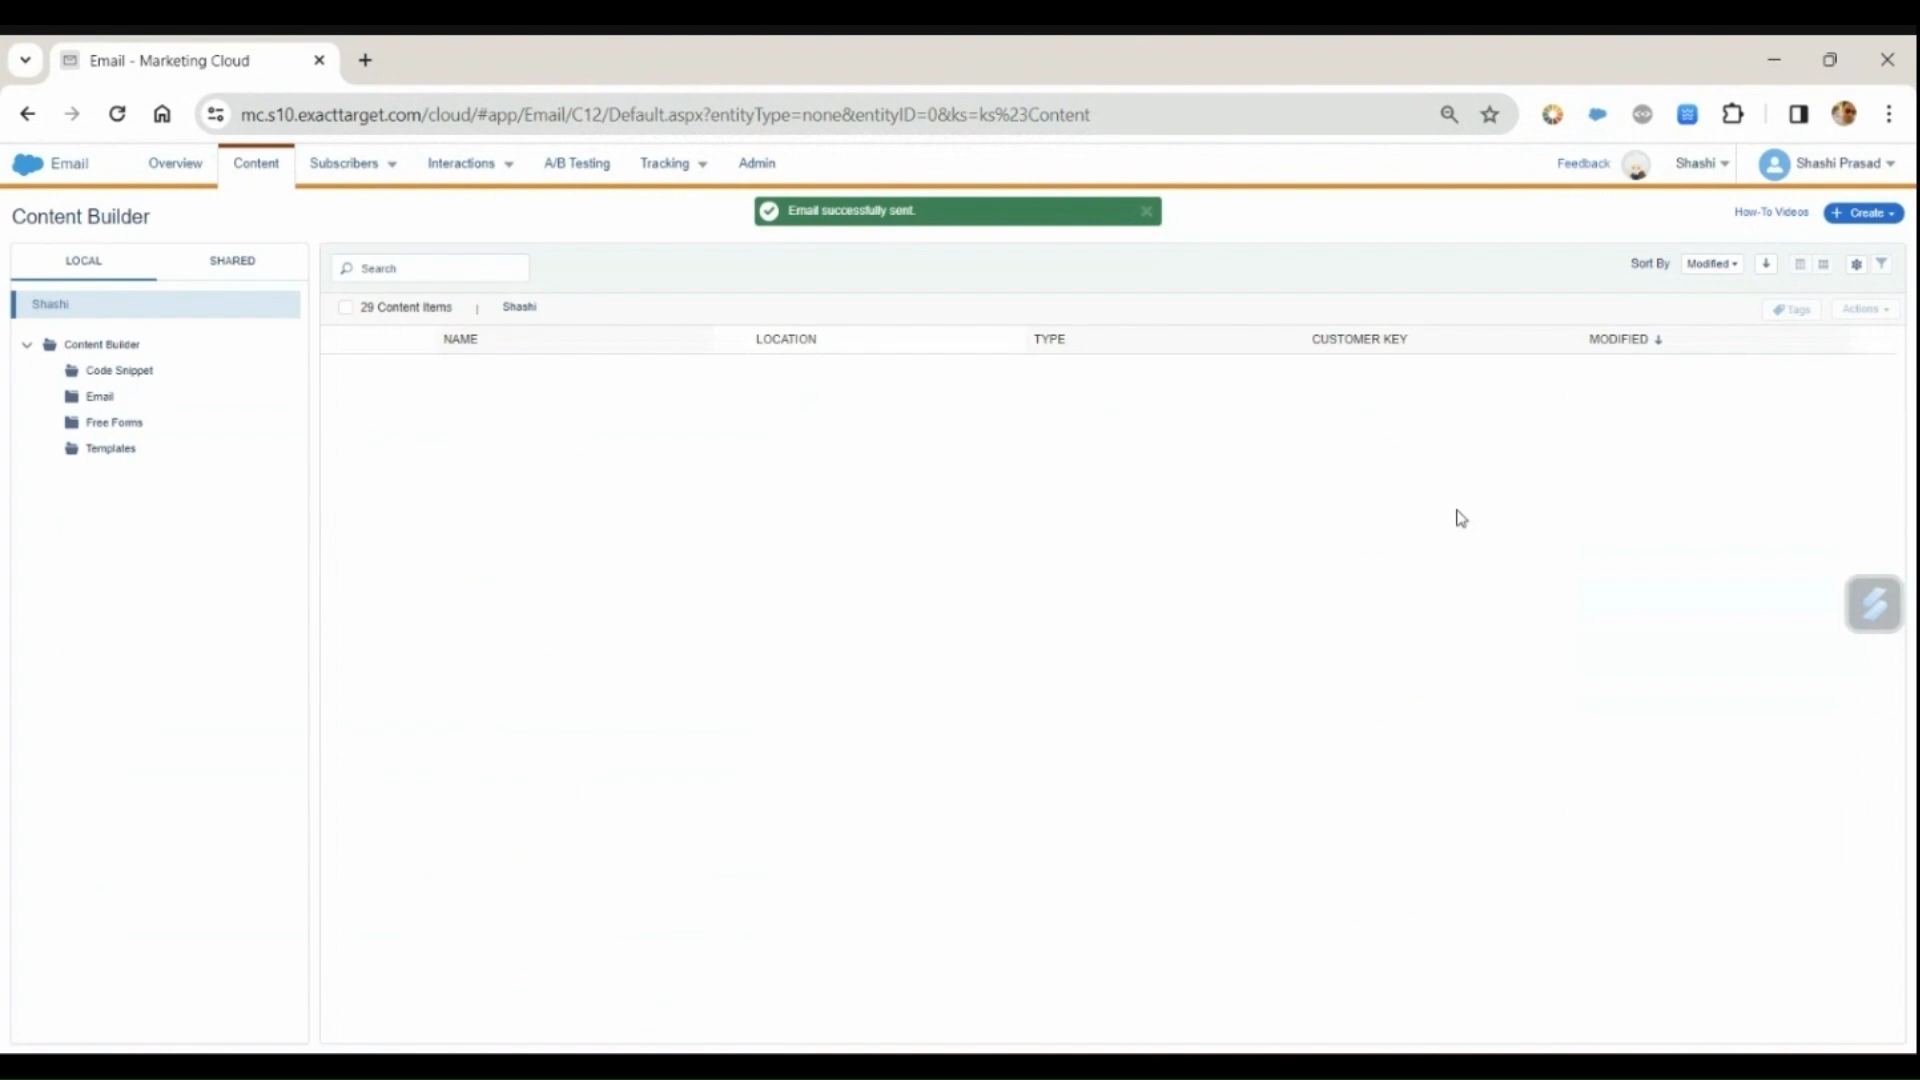 Email - Marketing Cloud
mc.s10.exacttarget.com/cloud/#app/Email/C12/Default.aspx?entityType=none&entityID=0&ks=ks%23Content
Email
Overview
Content
Subscribers
Interactions
A/B Testing
Tracking
Admin
Feedback
Shashi
Shashi Prasad
Content Builder
Email successfully sent.
How-To Videos
+ Create
LOCAL
SHARED
Search
Sort By
Modified
Shashi
29 Content Items | Shashi
Tags
Actions
NAME
LOCATION
TYPE
CUSTOMER KEY
MODIFIED
Content Builder
Code Snippet
Email
Free Forms
Templates